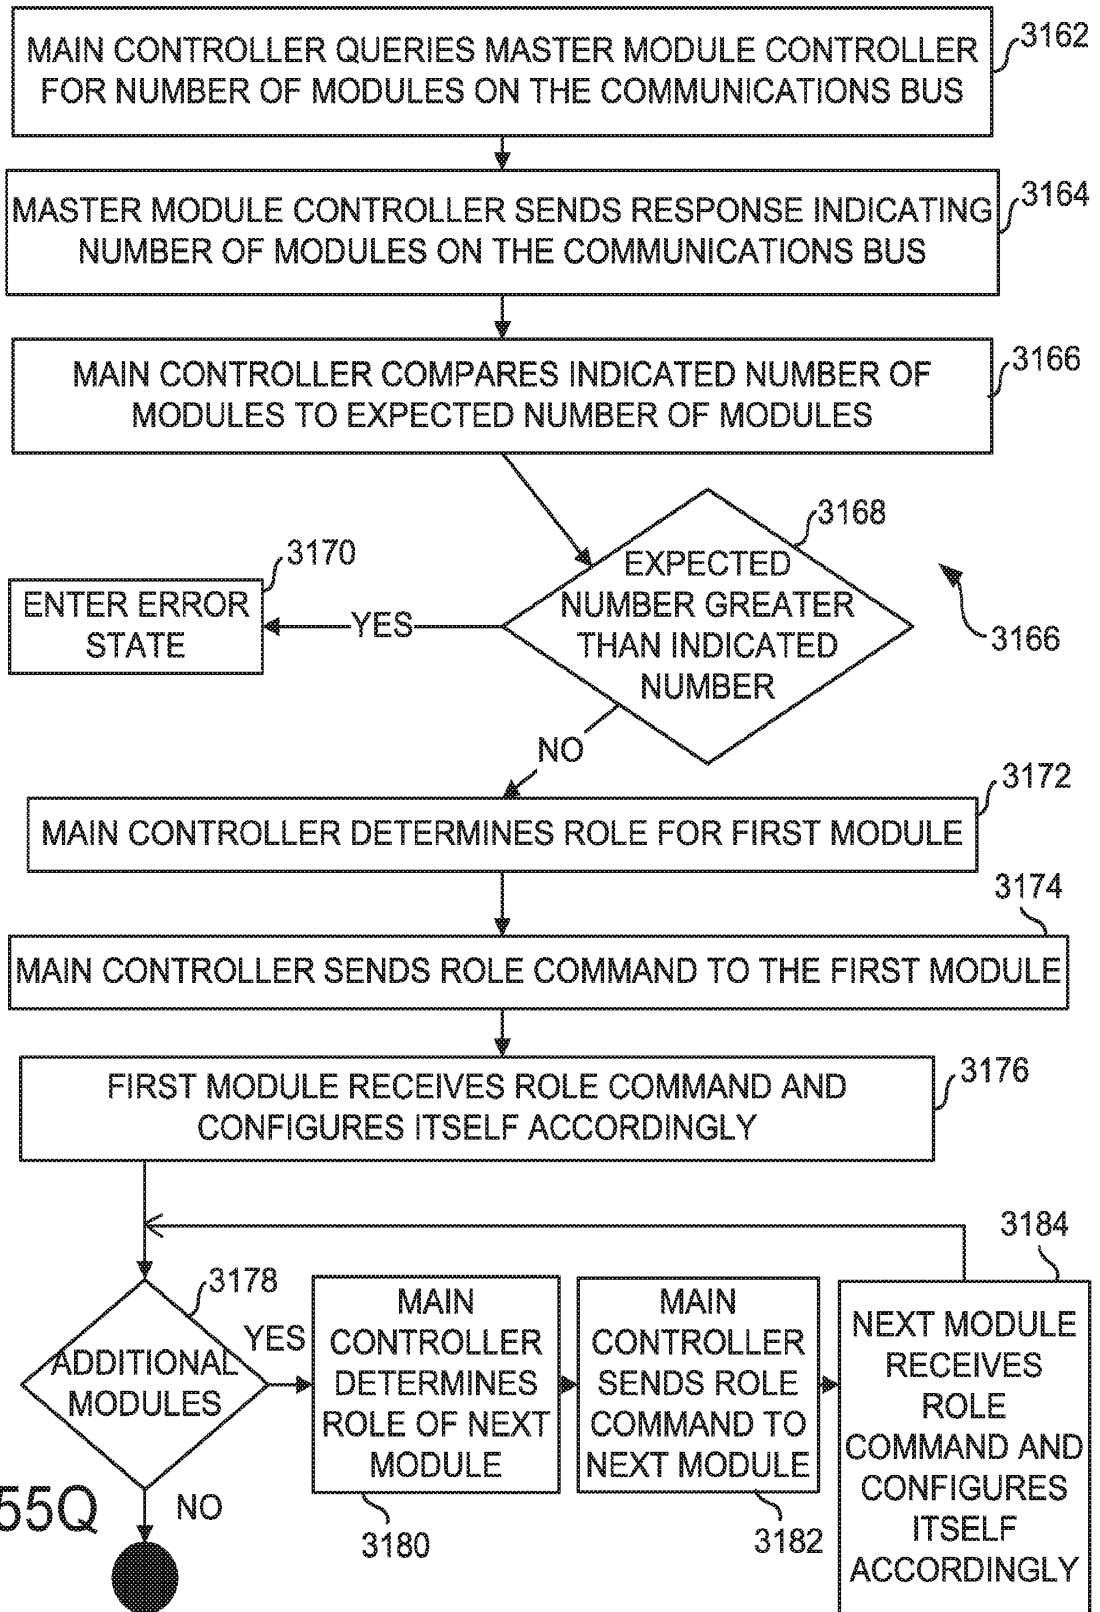 MAIN CONTROLLER QUERIES MASTER MODULE CONTROLLER
FOR NUMBER OF MODULES ON THE COMMUNICATIONS BUS
3162
MASTER MODULE CONTROLLER SENDS RESPONSE INDICATING
NUMBER OF MODULES ON THE COMMUNICATIONS BUS
3164
MAIN CONTROLLER COMPARES INDICATED NUMBER OF
MODULES TO EXPECTED NUMBER OF MODULES
3166
3168
EXPECTED
NUMBER GREATER
THAN INDICATED
NUMBER
3166
YES
3170
ENTER ERROR
STATE
NO
3172
MAIN CONTROLLER DETERMINES ROLE FOR FIRST MODULE
3174
MAIN CONTROLLER SENDS ROLE COMMAND TO THE FIRST MODULE
FIRST MODULE RECEIVES ROLE COMMAND AND
CONFIGURES ITSELF ACCORDINGLY
3176
3178
ADDITIONAL
MODULES
YES
MAIN
CONTROLLER
DETERMINES
ROLE OF NEXT
MODULE
3180
MAIN
CONTROLLER
SENDS ROLE
COMMAND TO
NEXT MODULE
3182
3184
NEXT MODULE
RECEIVES
ROLE
COMMAND AND
CONFIGURES
ITSELF
ACCORDINGLY
NO
55Q